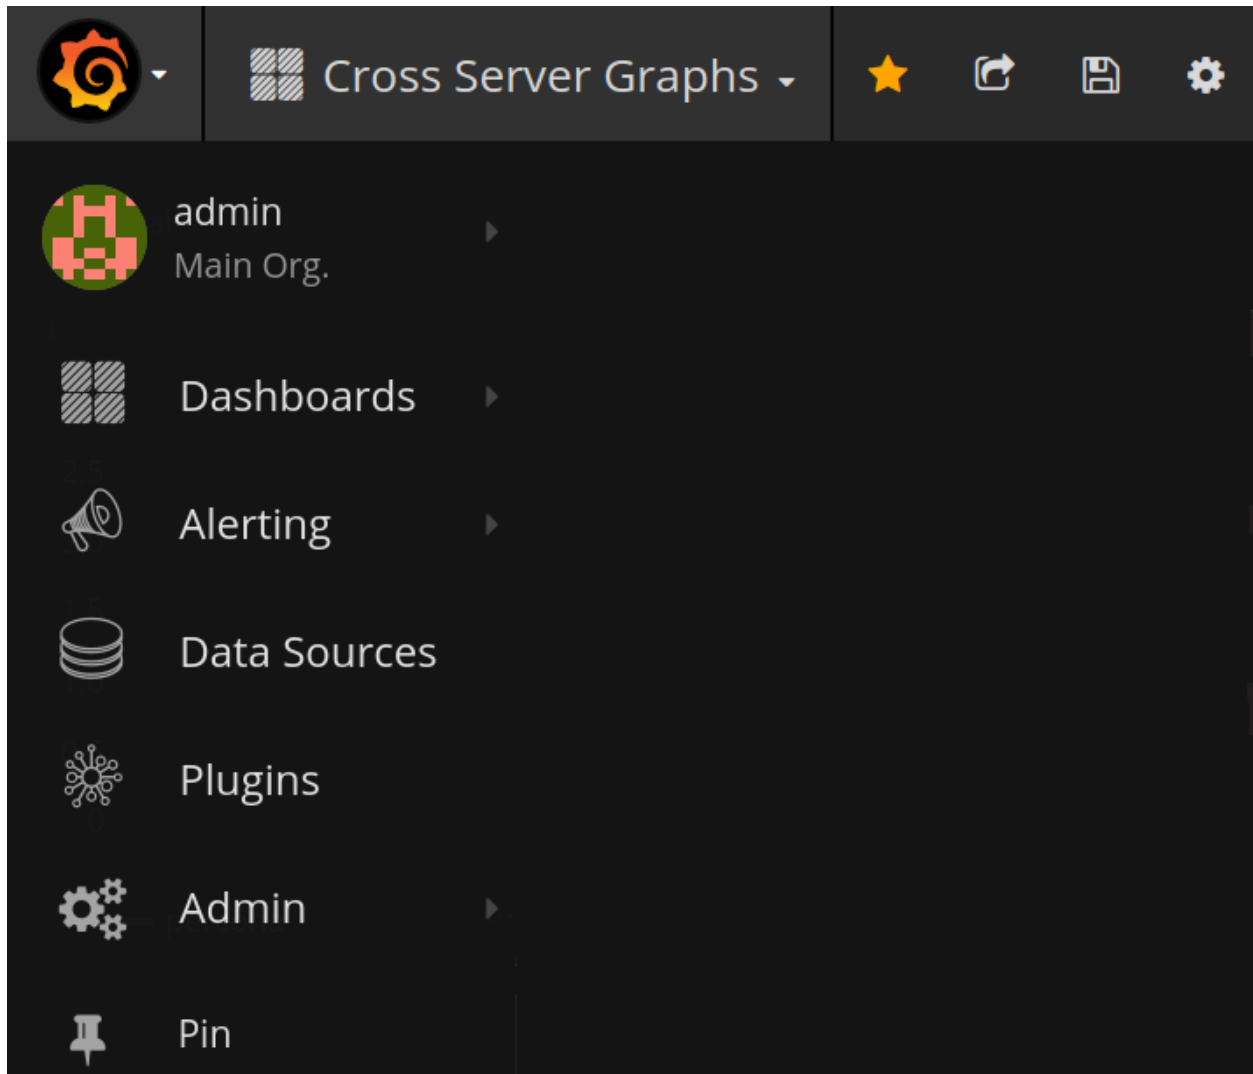 Cross Server Graphs
admin
Main Org.
Dashboards
Alerting
Data Sources
Plugins
Admin
Pin